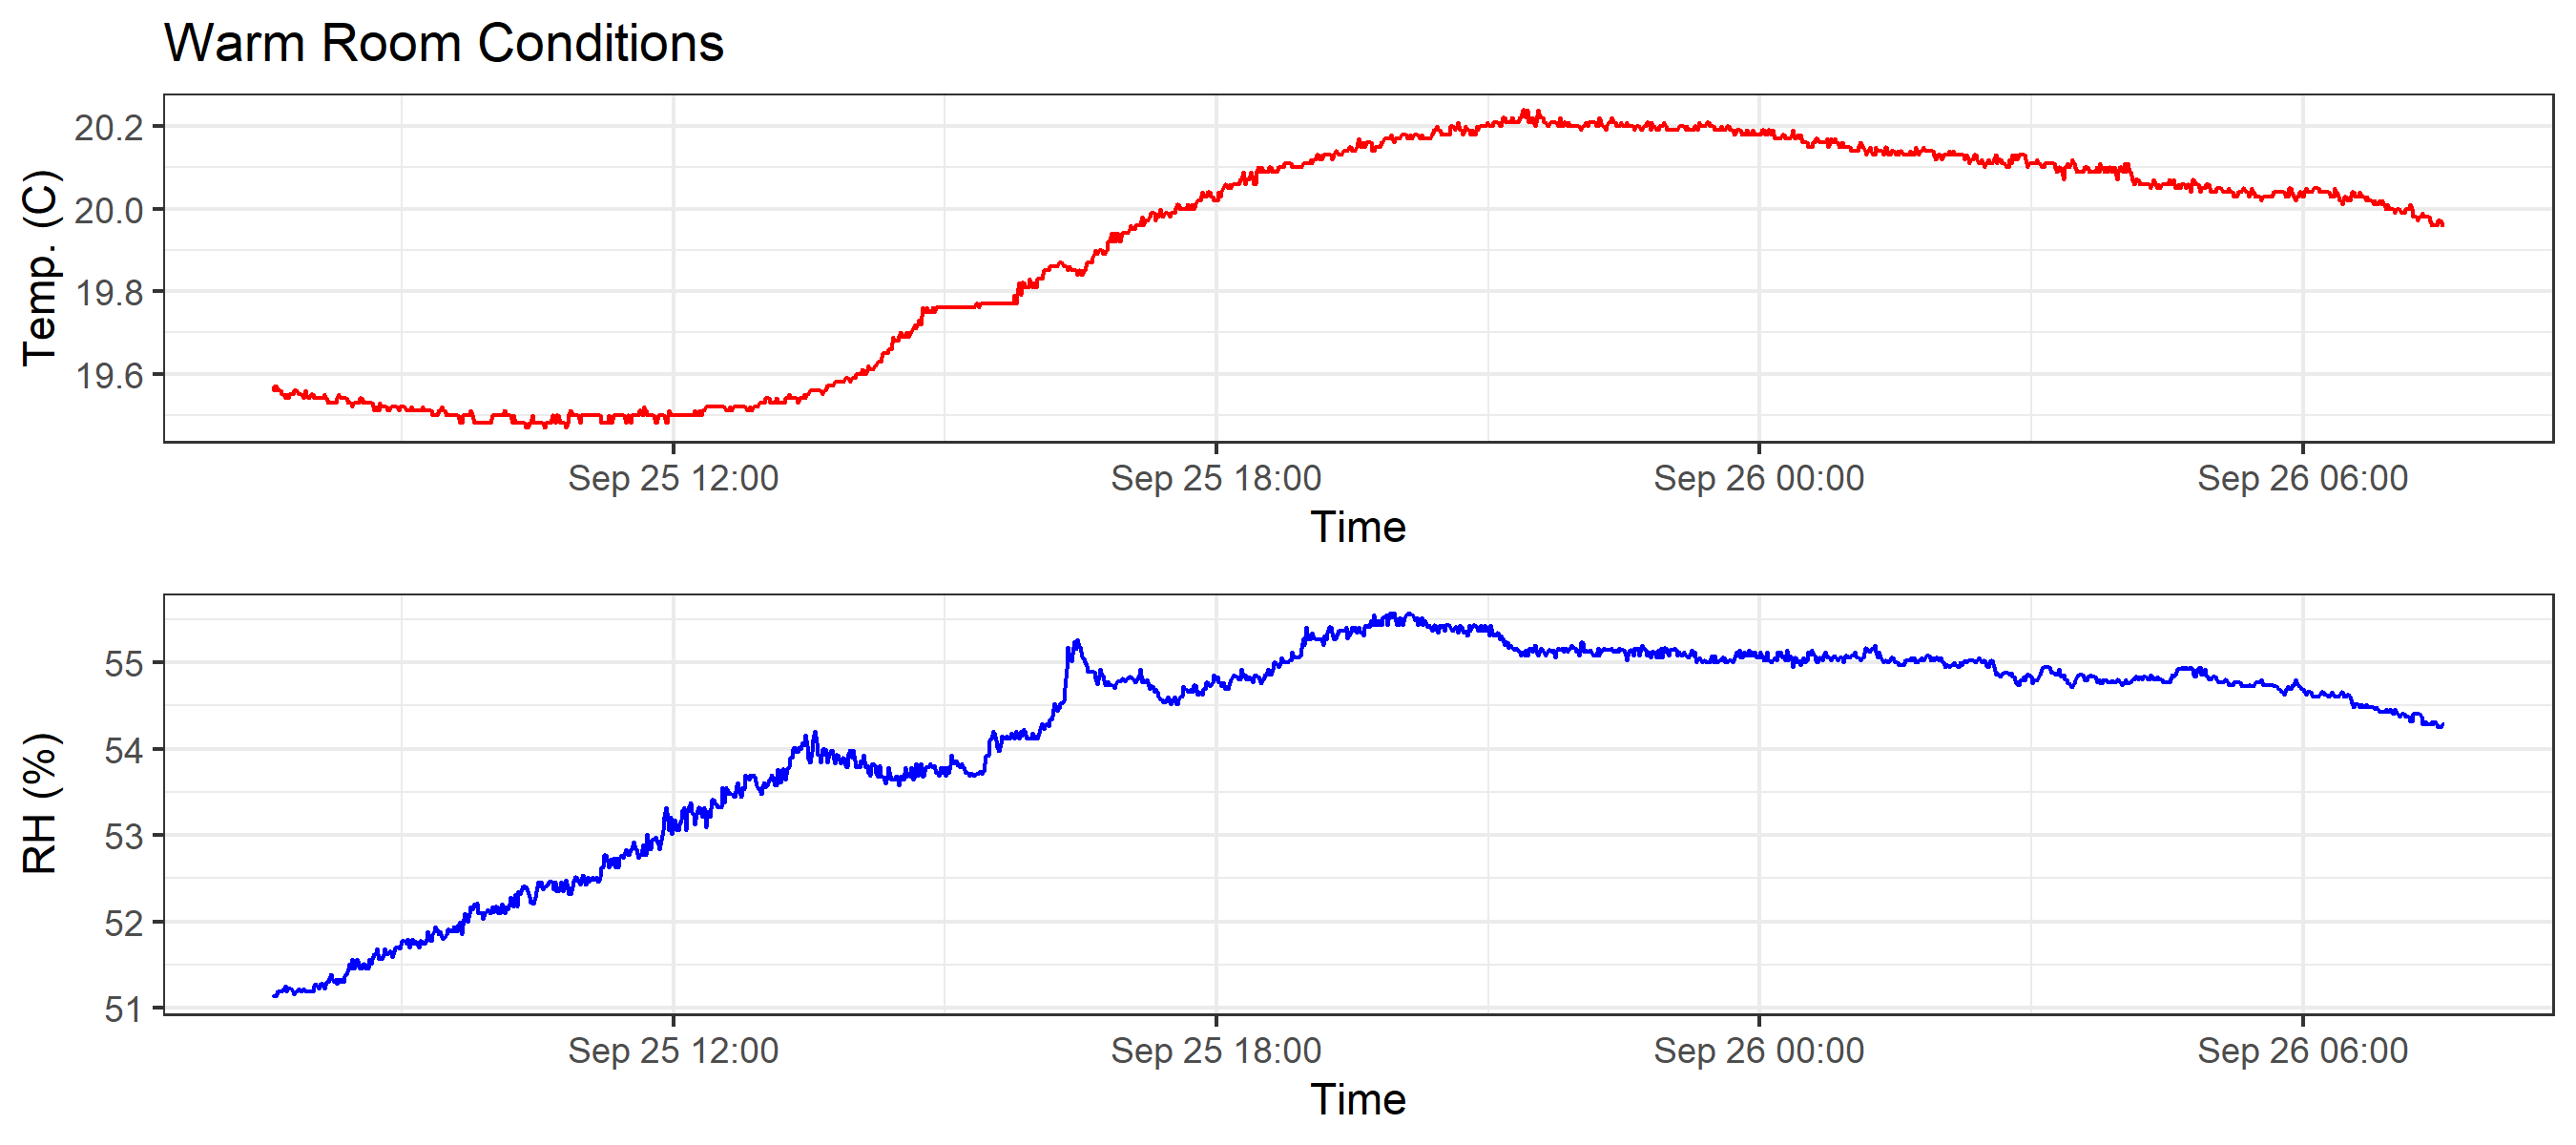 Warm Room Conditions
Temp. (C)
20.2
20.0
19.8
19.6
Sep 25 12:00 Sep 25 18:00 Sep 26 00:00 Sep 26 06:00
Time
RH (%)
55
54
53
52
51
Sep 25 12:00 Sep 25 18:00 Sep 26 00:00 Sep 26 06:00
Time